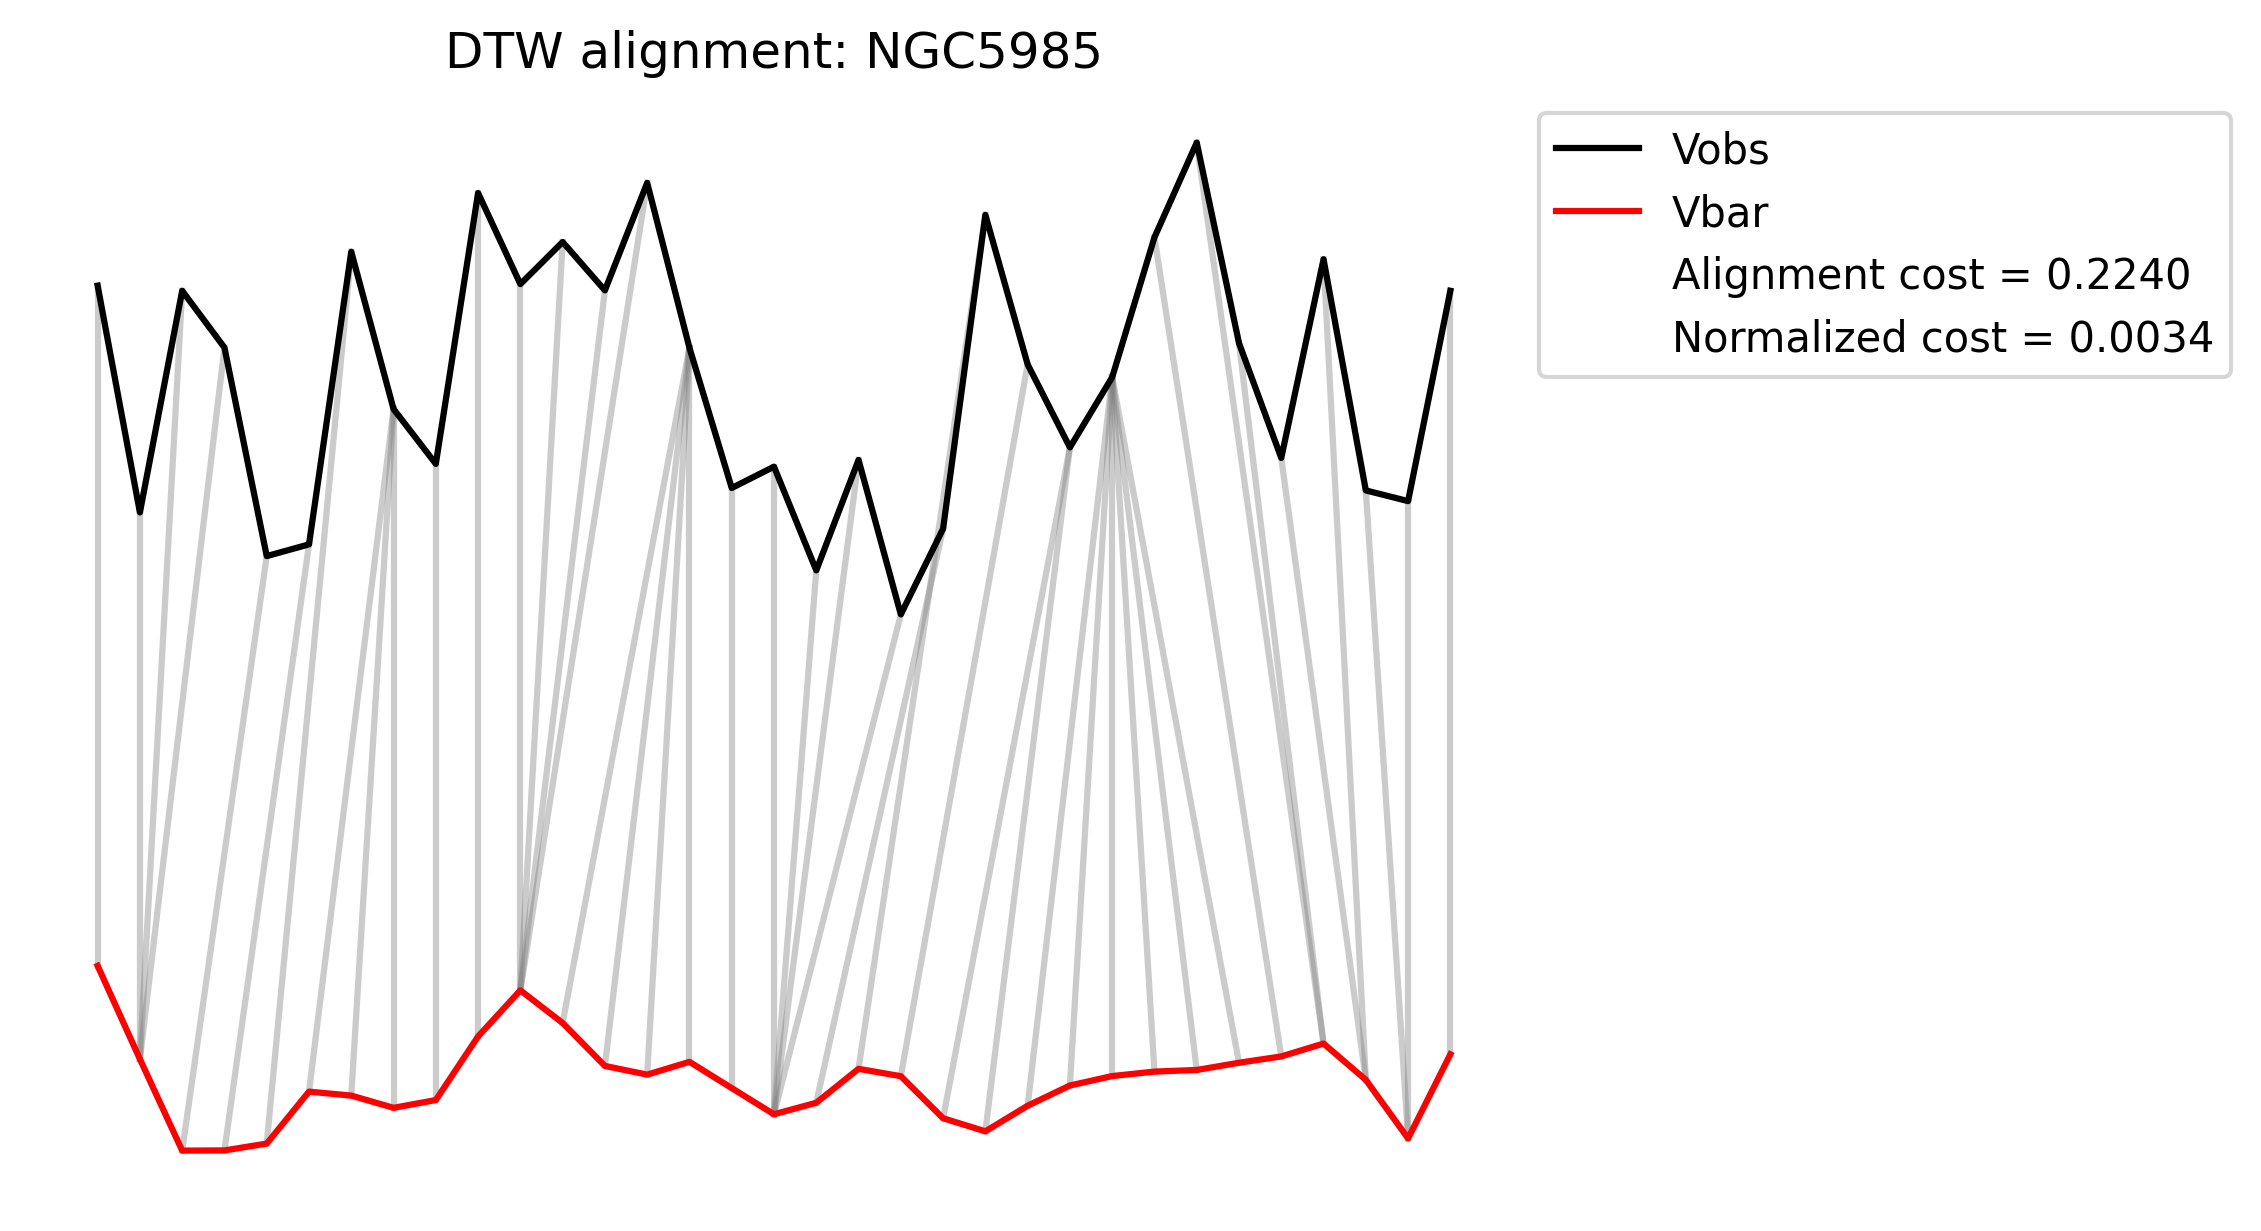 DTW alignment: NGC5985
Vobs
Vbar
Alignment cost = 0.2240
Normalized cost = 0.0034